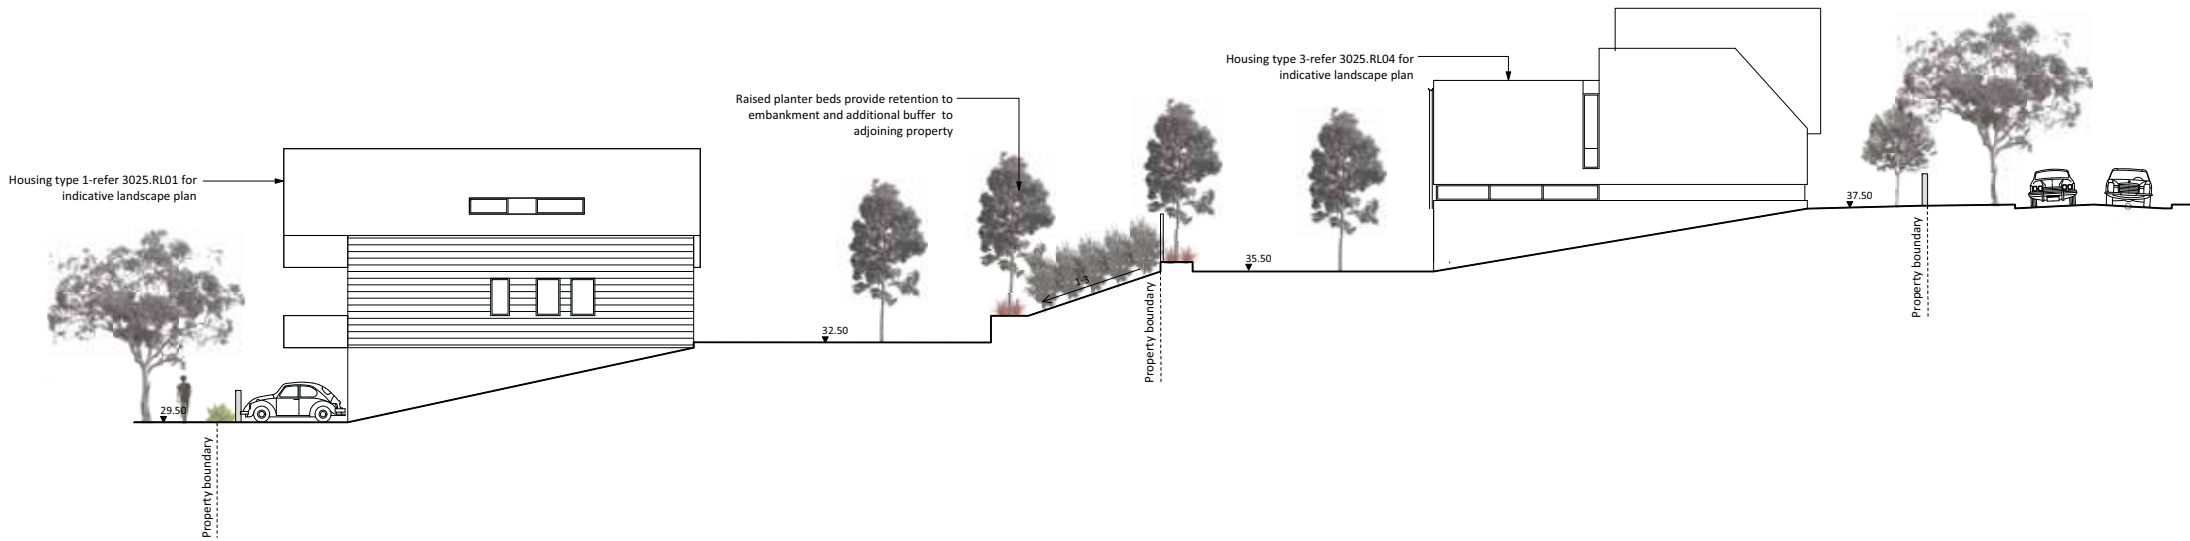 Housing type 1-refer 3025.RL01 for
indicative landscape plan
Raised planter beds provide retention to
embankment and additional buffer to
adjoining property
Housing type 3-refer 3025.RL04 for
indicative landscape plan
29.50
Property boundary
32.50
1:3
Property boundary
35.50
37.50
Property boundary